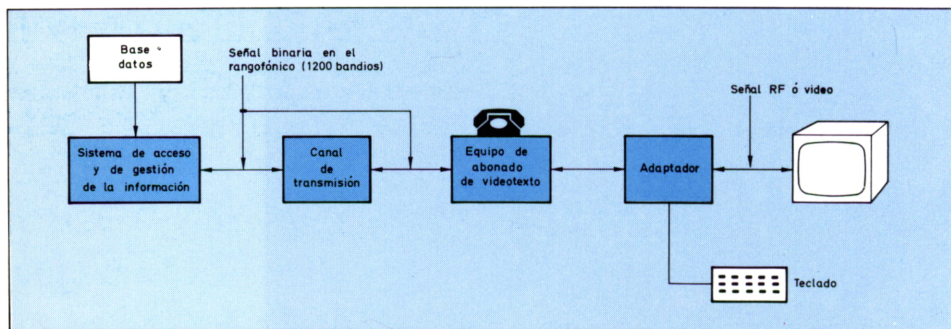 Base
datos
Señal binaria en el
rangofónico (1200 bandios)
Señal RF ó video
Sistema de acceso
y de gestión
de la información
Canal
de
transmisión
Equipo de
abonado
de videotexto
Adaptador
Teclado